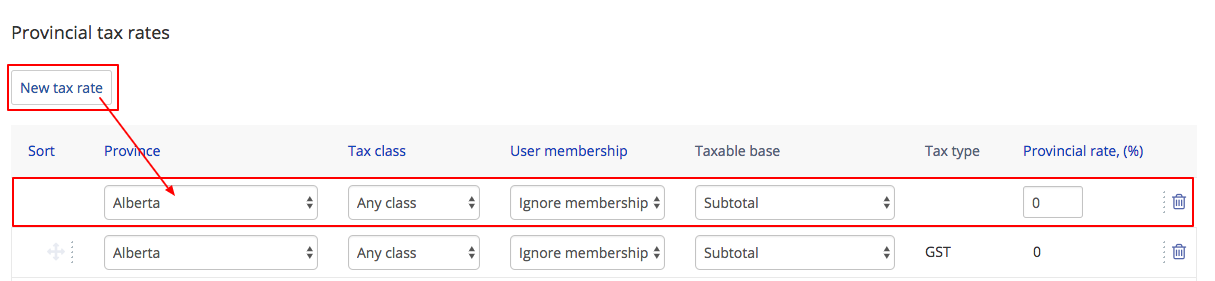 Provincial tax rates
New tax rate
Sort Province Tax class User membership Taxable base Tax type Provincial rate, (%)
Alberta Any class Ignore membership Subtotal 0
Alberta Any class Ignore membership Subtotal GST 0